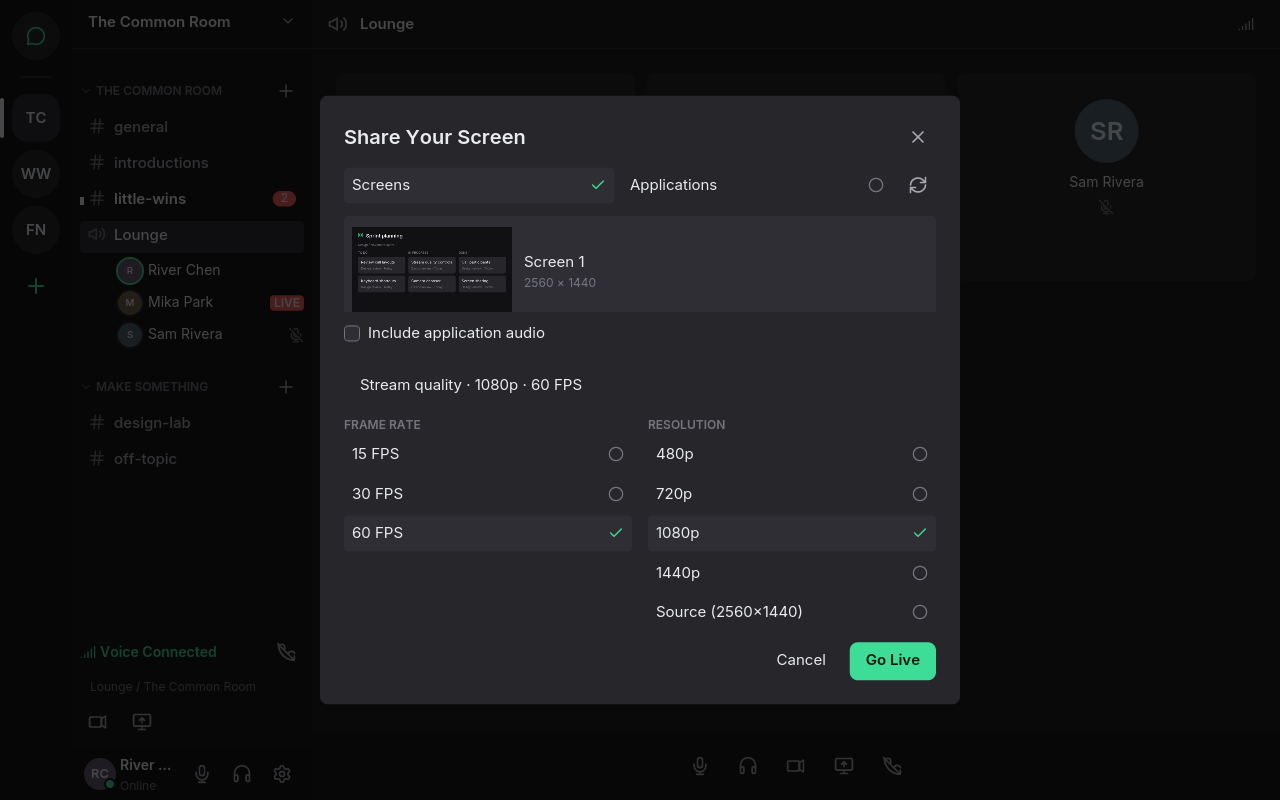 The Common Room
Lounge
THE COMMON ROOM
TC
general
WW
introductions
little-wins
2
FN
Lounge
R
River Chen
M
Mika Park
LIVE
S
Sam Rivera
MAKE SOMETHING
design-lab
off-topic
Voice Connected
Lounge / The Common Room
RC
River ...
Online
SR
Sam Rivera
Share Your Screen
Screens
Applications
Sprint planning
Screen 1
2560 × 1440
Include application audio
Stream quality · 1080p · 60 FPS
FRAME RATE
RESOLUTION
15 FPS
480p
30 FPS
720p
60 FPS
1080p
1440p
Source (2560×1440)
Cancel
Go Live